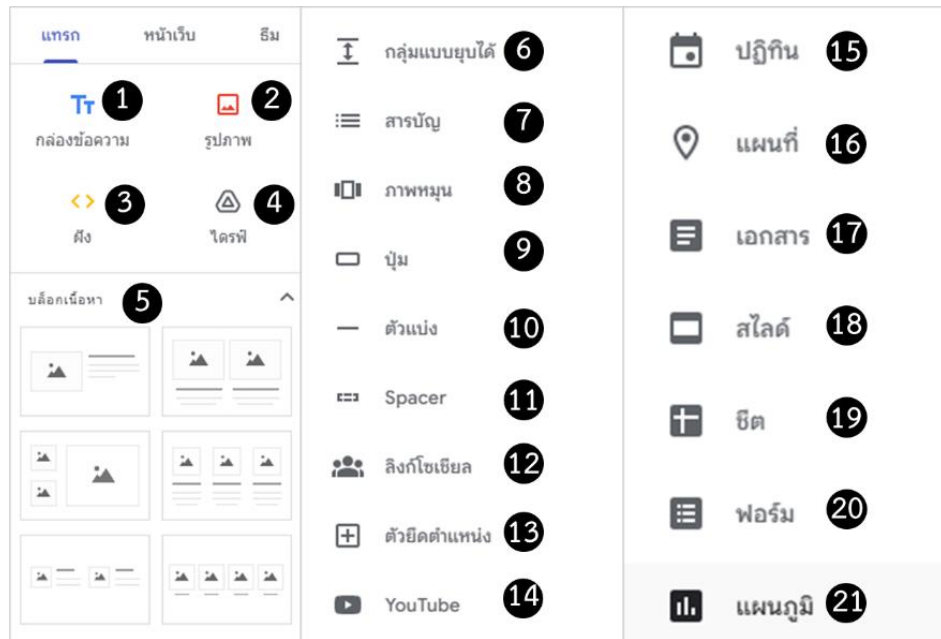 แทรก หน้าเว็บ ธีม
1 2
กล่องข้อความ รูปภาพ
3 4
ฝัง ไดรฟ์
บล็อกเนื้อหา 5
กลุ่มแบบยุบได้ 6
สารบัญ 7
ภาพหมุน 8
ปุ่ม 9
ตัวแบ่ง 10
Spacer 11
ลิงก์โซเชียล 12
ตัวยึดตำแหน่ง 13
YouTube 14
ปฏิทิน 15
แผนที่ 16
เอกสาร 17
สไลด์ 18
ชีต 19
ฟอร์ม 20
แผนภูมิ 21